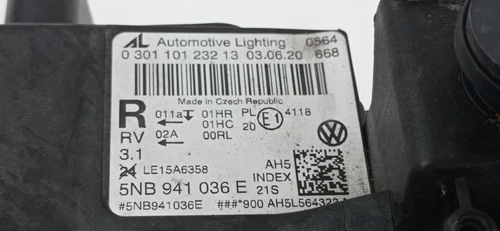 AL Automotive Lighting 0564
0 301 101 232 13 03.06.20 668
Made in Czech Republic
R 011aT 01HR PL E1 4118
← 01HC 20
RV 02A 00RL
3.1 ←
24 LE15A6358 AH5
5NB 941 036 E INDEX
21S
#5NB941036E ###*900 AH5L564322